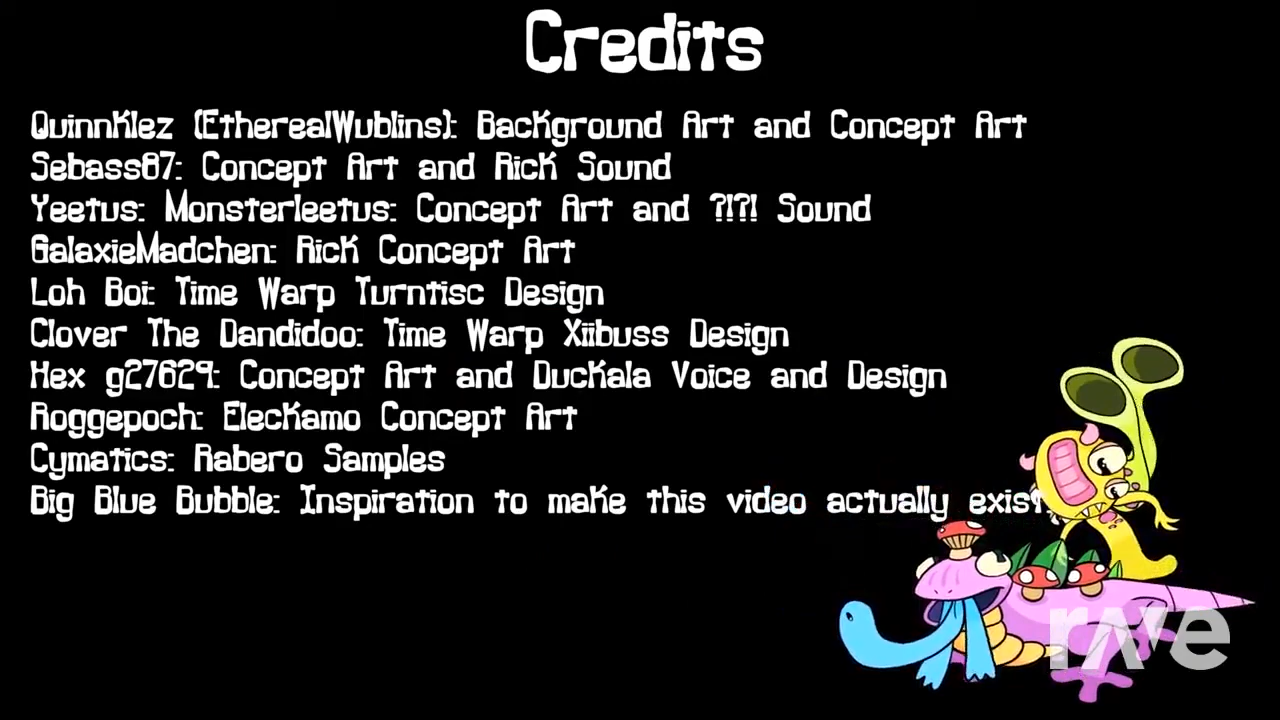 Credits
QuinnKlez (EtherealWublins): Background Art and Concept Art
Sebass87: Concept Art and Rick Sound
Yeetus: Monsterleetus: Concept Art and ?!?! Sound
GalaxieMadchen: Rick Concept Art
Loh Boi: Time Warp Turntisc Design
Clover The Dandidoo: Time Warp Xiibuss Design
Hex g27629: Concept Art and Duckala Voice and Design
Roggepoch: Eleckamo Concept Art
Cymatics: Rabero Samples
Big Blue Bubble: Inspiration to make this video actually exist.
rave